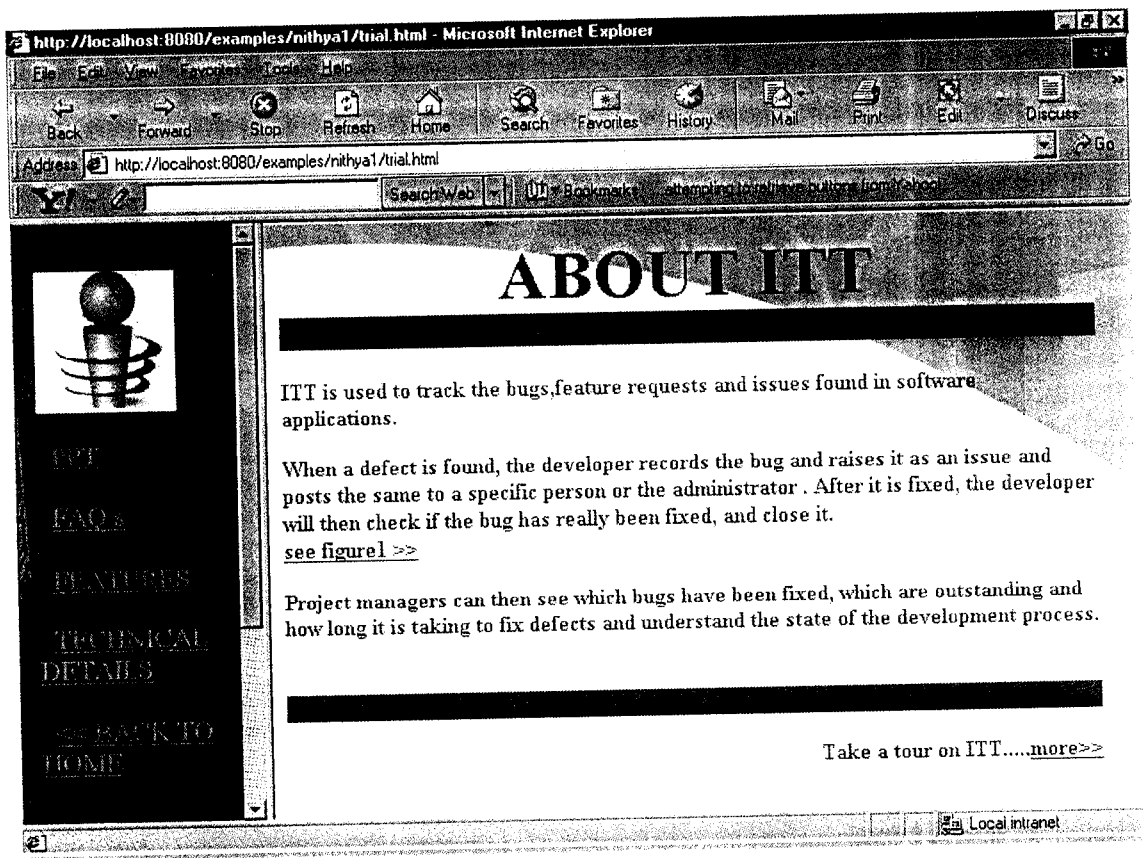 http://localhost:8080/examples/nithya1/trial.html - Microsoft Internet Explorer
File Edit View Favorites Tools Help
Back Forward Stop Refresh Home Search Favorites History Mail Print Edit Discuss
Address http://localhost:8080/examples/nithya1/trial.html Go
Y! Search Web Bookmarks attempting to retrieve buttons from Yahoo!
ABOUT ITT
ITT is used to track the bugs,feature requests and issues found in software
applications.
When a defect is found, the developer records the bug and raises it as an issue and
posts the same to a specific person or the administrator . After it is fixed, the developer
will then check if the bug has really been fixed, and close it.
see figure1 >>
Project managers can then see which bugs have been fixed, which are outstanding and
how long it is taking to fix defects and understand the state of the development process.
Take a tour on ITT.....more>>
FAQ s
FEATURES
TECHNICAL
DETAILS
<< BACK TO
HOME
Local intranet